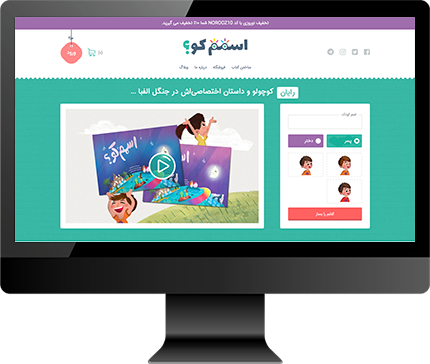 تخفیف نوروزی با کد NOROOZ10 شما ۱۰٪ تخفیف می گیرید.
ورود
اسمم کو؟
ساختن کتاب فروشگاه درباره ما وبلاگ
رایان کوچولو و داستان اختصاصی‌اش در جنگل الفبا ...
اسمم کو؟
اسم کودک:
پسر
دختر
کتابم را بساز